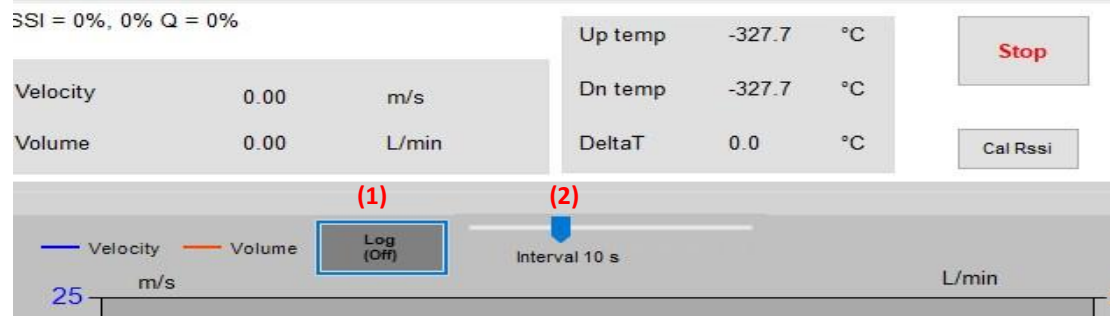 SSI = 0%, 0% Q = 0%
Up temp -327.7 °C
Stop
Velocity 0.00 m/s
Dn temp -327.7 °C
Volume 0.00 L/min
DeltaT 0.0 °C
Cal Rssi
(1) (2)
Velocity Volume
Log
(Off)
Interval 10 s
m/s L/min
25